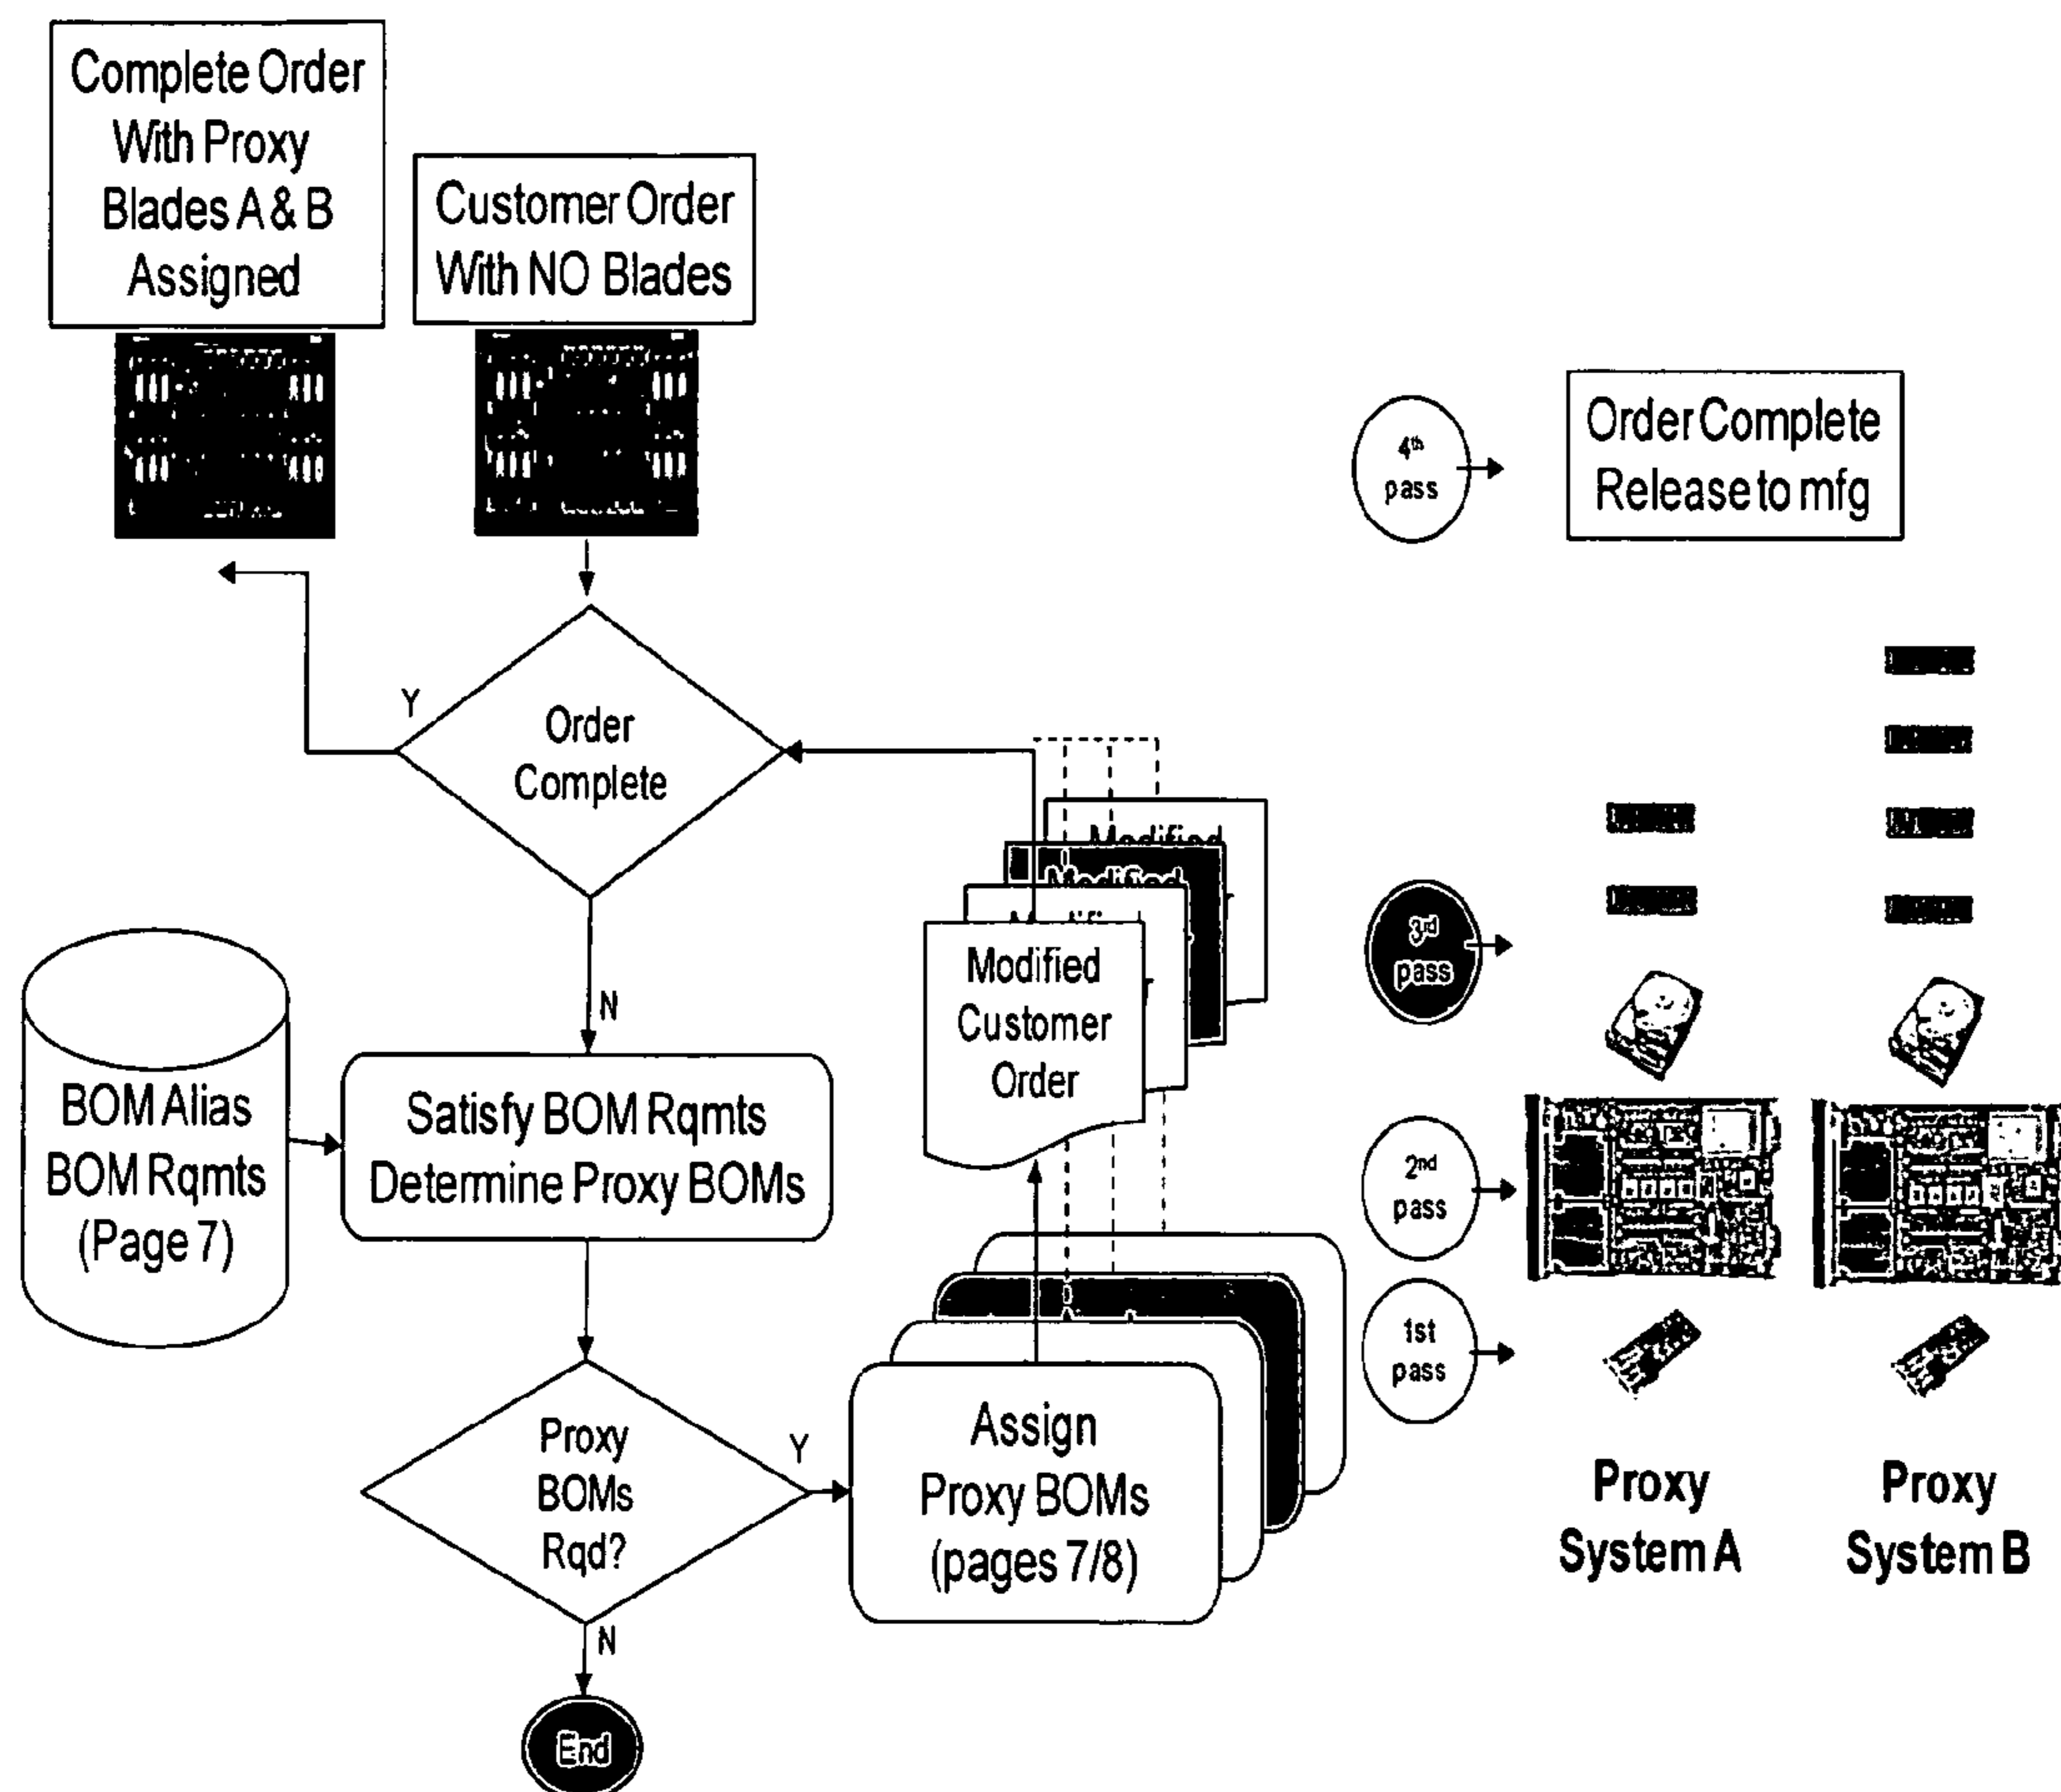 Complete Order
With Proxy
Blades A & B
Assigned
Customer Order
With NO Blades
4th
pass
Order Complete
Release to mfg
Y
Order
Complete
N
BOM Alias
BOM Rqmts
(Page 7)
Satisfy BOM Rqmts
Determine Proxy BOMs
Modified
Modified
Modified
Customer
Order
3rd
pass
2nd
pass
1st
pass
Proxy
BOMs
Rqd?
Y
N
End
Assign
Proxy BOMs
(pages 7/8)
Proxy
System A
Proxy
System B